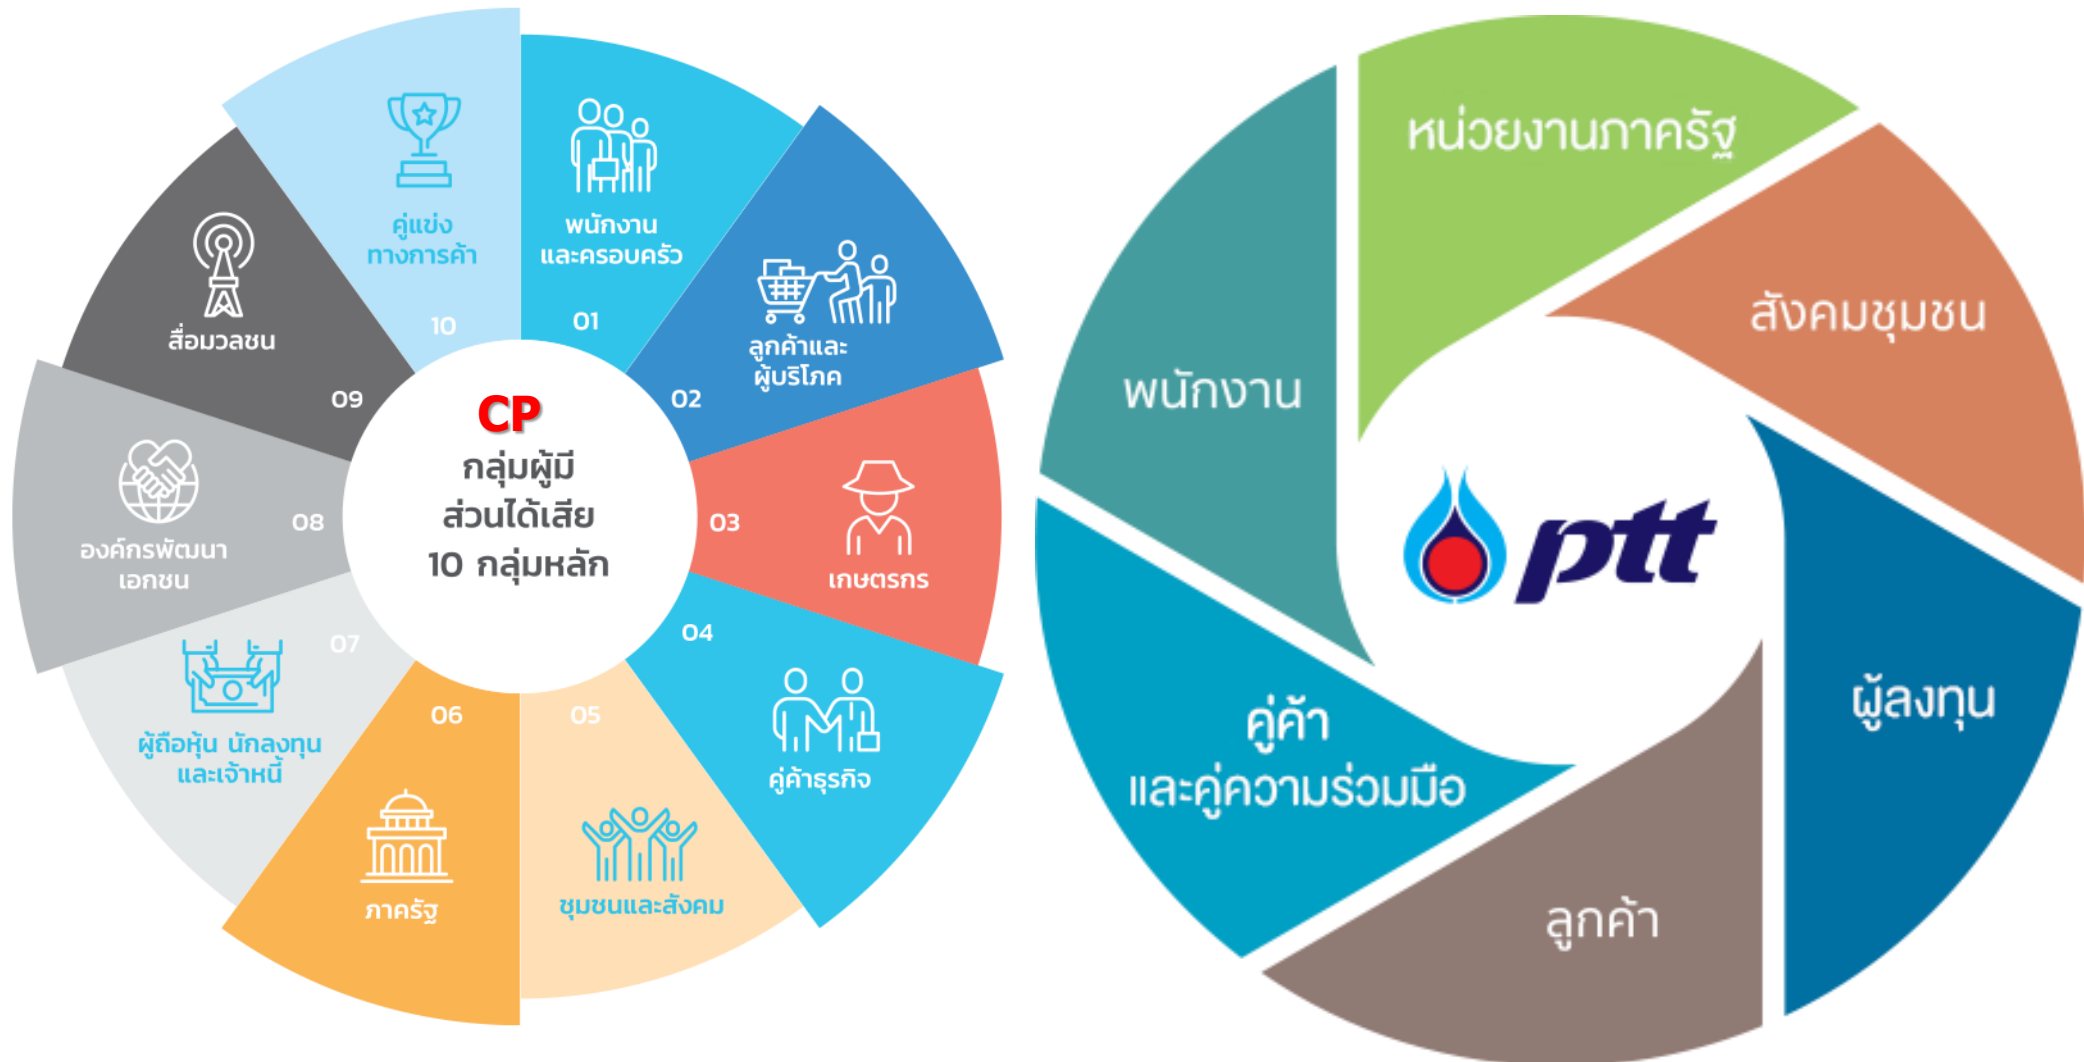 CP
กลุ่มผู้มี
ส่วนได้เสีย
10 กลุ่มหลัก
พนักงาน
และครอบครัว
01
ลูกค้าและ
ผู้บริโภค
02
เกษตรกร
03
คู่ค้าธุรกิจ
04
ชุมชนและสังคม
05
ภาครัฐ
06
ผู้ถือหุ้น นักลงทุน
และเจ้าหนี้
07
องค์กรพัฒนา
เอกชน
08
สื่อมวลชน
09
คู่แข่ง
ทางการค้า
10
ptt
หน่วยงานภาครัฐ
สังคมชุมชน
ผู้ลงทุน
ลูกค้า
คู่ค้า
และคู่ความร่วมมือ
พนักงาน